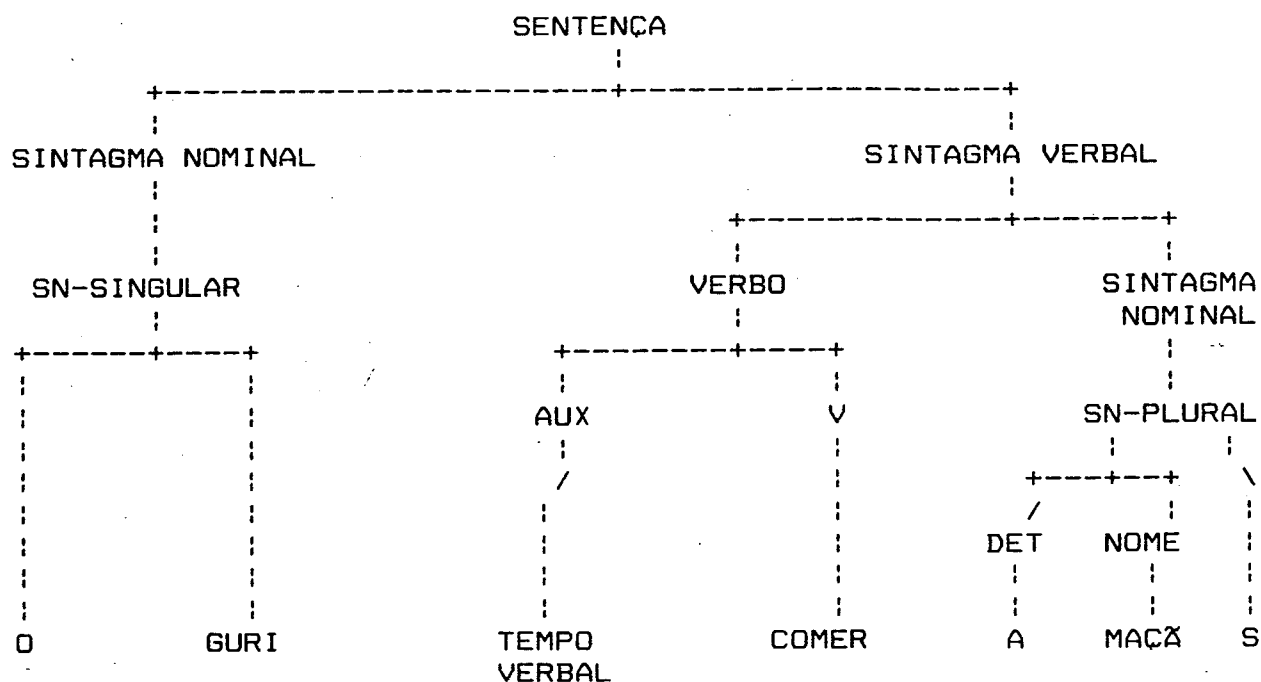 SENTENÇA
SINTAGMA NOMINAL SINTAGMA VERBAL
SN-SINGULAR VERBO SINTAGMA
NOMINAL
AUX V SN-PLURAL
DET NOME
O GURI TEMPO COMER A MAÇÃ S
VERBAL